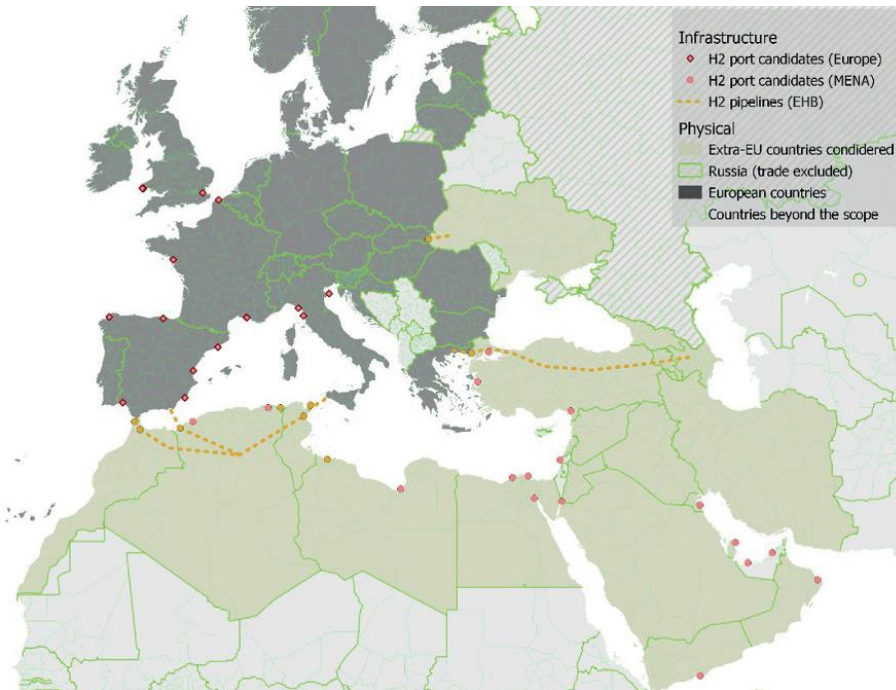 Infrastructure
H2 port candidates (Europe)
H2 port candidates (MENA)
H2 pipelines (EHB)
Physical
Extra-EU countries condidered
Russia (trade excluded)
European countries
Countries beyond the scope